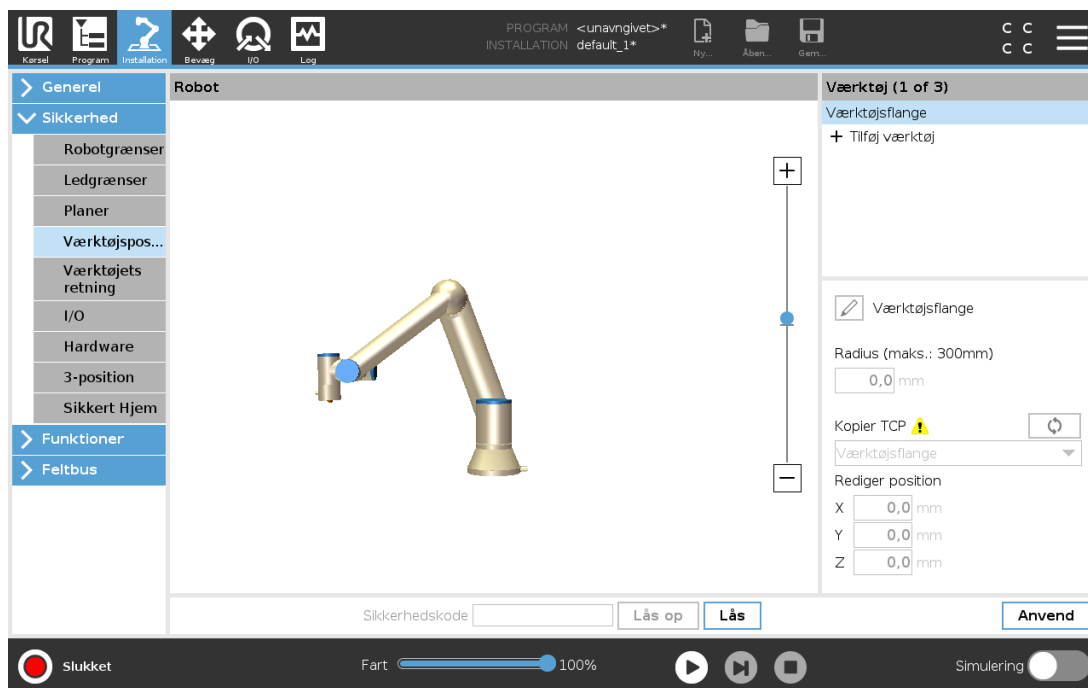 UR
PROGRAM <unavngivet>*
INSTALLATION default_1*
Kørsel Program Installation Bevæg I/O Log
Ny... Åben... Gem...
C C
C C
Generel
Sikkerhed
Robotgrænser
Ledgrænser
Planer
Værktøjspos...
Værktøjets
retning
I/O
Hardware
3-position
Sikkert Hjem
Funktioner
Feltbus
Robot
Værktøj (1 of 3)
Værktøjsflange
+ Tilføj værktøj
Værktøjsflange
Radius (maks.: 300mm)
0,0 mm
Kopier TCP
Værktøjsflange
Rediger position
X 0,0 mm
Y 0,0 mm
Z 0,0 mm
Sikkerhedskode Lås op Lås
Anvend
Slukket
Fart 100%
Simulering